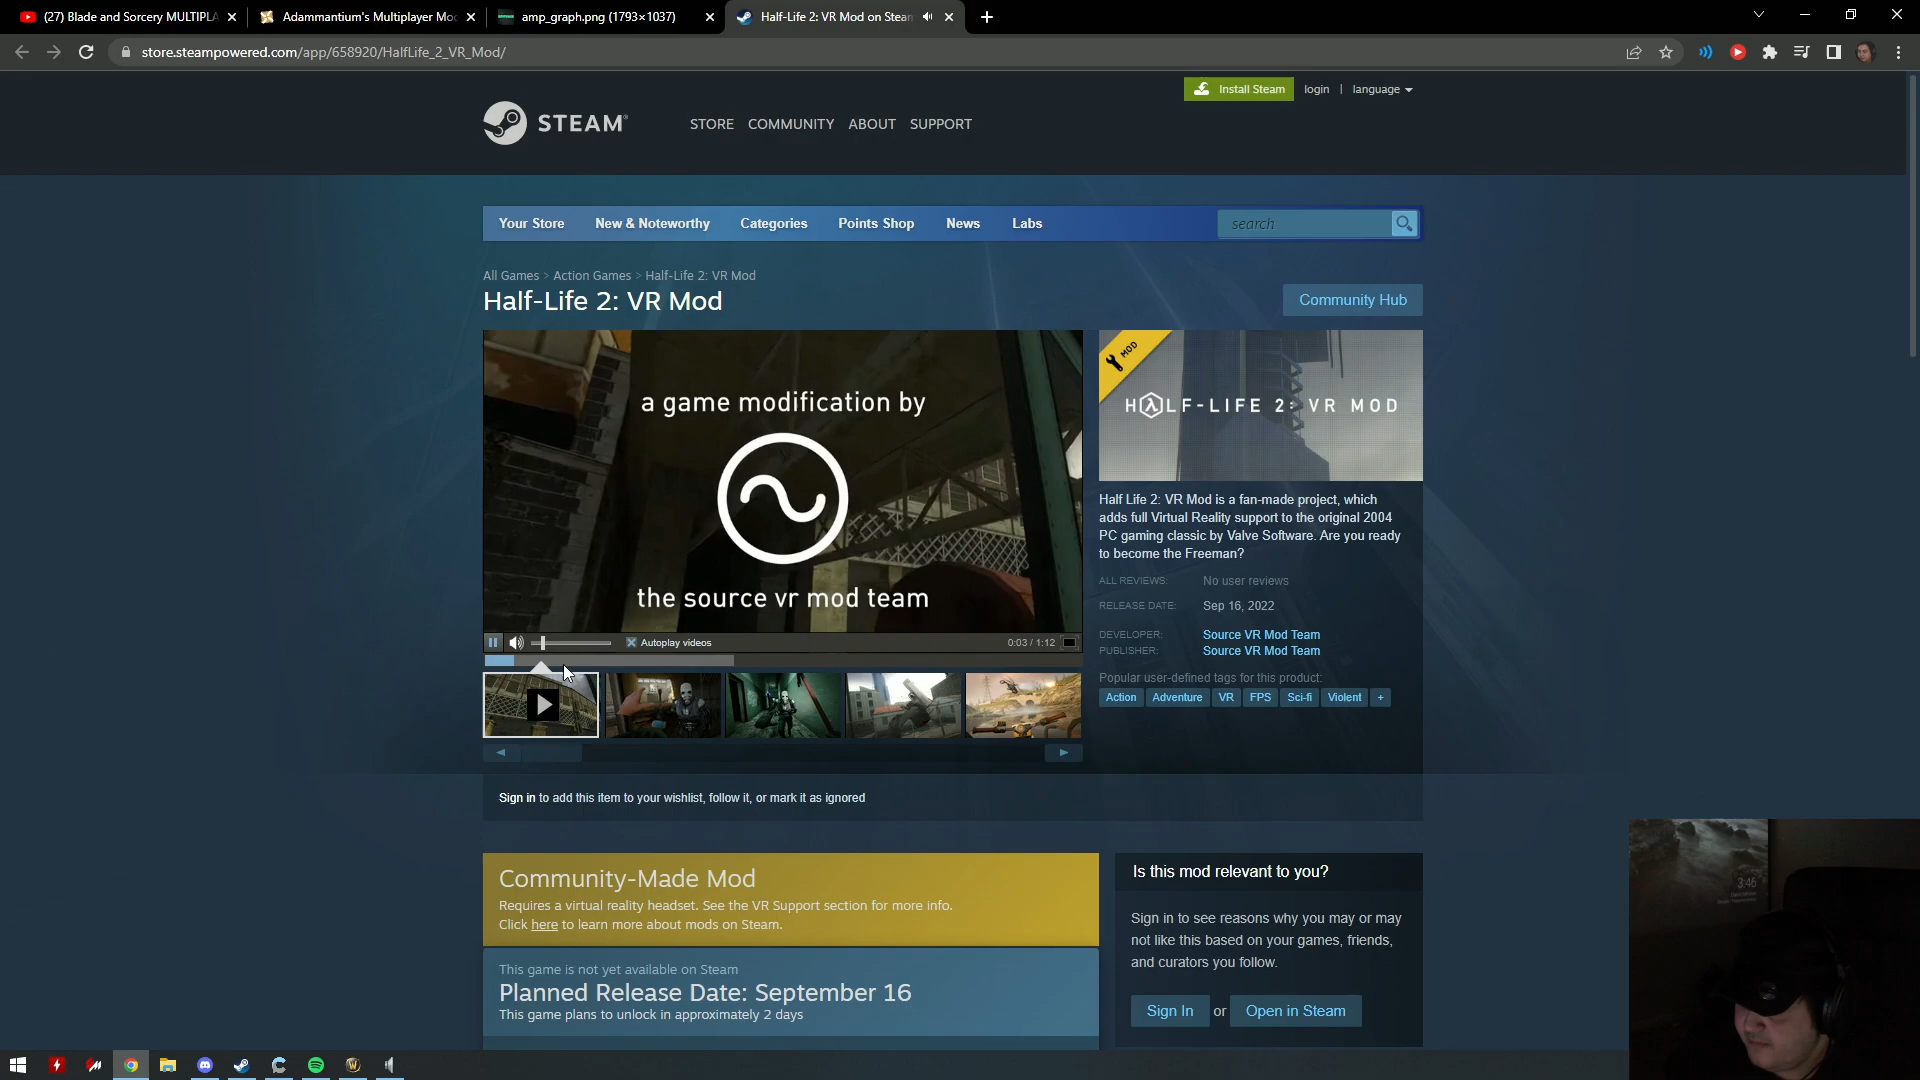 (27) Blade and Sorcery MULTIPLA
Adammantium's Multiplayer Mod
amp_graph.png (1793×1037)
Half-Life 2: VR Mod on Steam
store.steampowered.com/app/658920/HalfLife_2_VR_Mod/
Install Steam
login | language
STEAM®
STORE COMMUNITY ABOUT SUPPORT
Your Store New & Noteworthy Categories Points Shop News Labs
search
All Games > Action Games > Half-Life 2: VR Mod
Half-Life 2: VR Mod
Community Hub
a game modification by
the source vr mod team
MOD
HλLF-LIFE 2: VR MOD
Half Life 2: VR Mod is a fan-made project, which
adds full Virtual Reality support to the original 2004
PC gaming classic by Valve Software. Are you ready
to become the Freeman?
ALL REVIEWS: No user reviews
RELEASE DATE: Sep 16, 2022
DEVELOPER: Source VR Mod Team
PUBLISHER: Source VR Mod Team
Popular user-defined tags for this product:
Action Adventure VR FPS Sci-fi Violent +
Autoplay videos
0:03 / 1:12
Sign in to add this item to your wishlist, follow it, or mark it as ignored
Community-Made Mod
Requires a virtual reality headset. See the VR Support section for more info.
Click here to learn more about mods on Steam.
This game is not yet available on Steam
Planned Release Date: September 16
This game plans to unlock in approximately 2 days
Is this mod relevant to you?
Sign in to see reasons why you may or may
not like this based on your games, friends,
and curators you follow.
Sign In or Open in Steam
3:46